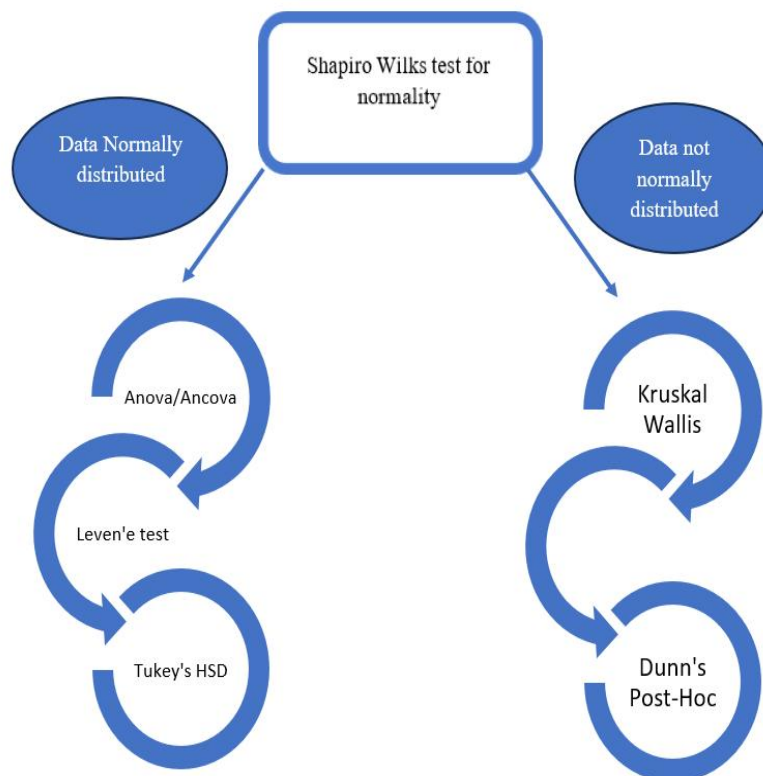 Shapiro Wilks test for
normality
Data Normally
distributed
Data not
normally
distributed
Anova/Ancova
Leven'e test
Tukey's HSD
Kruskal
Wallis
Dunn's
Post-Hoc